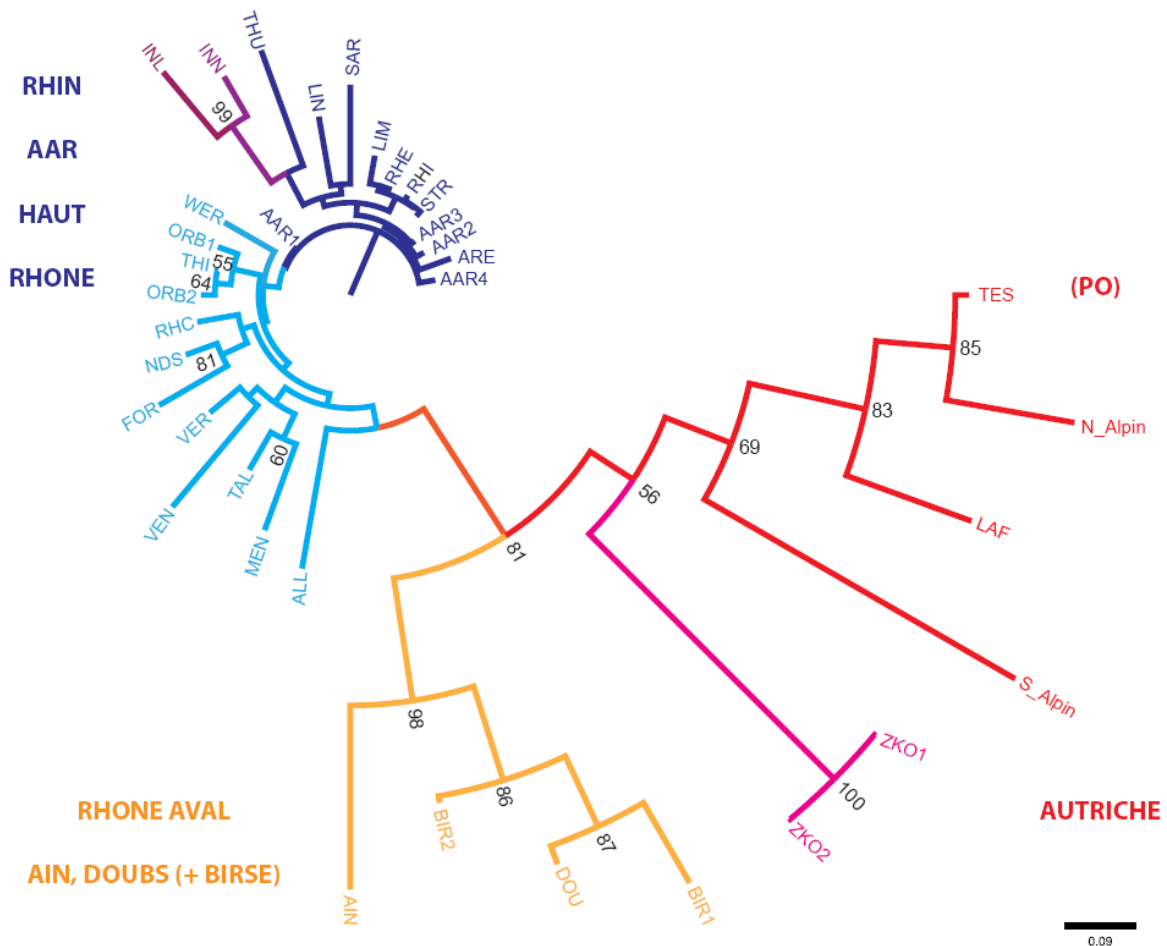 THU
INL
INN
SAR
RHIN
LIN
99
LIM
AAR
RHE
RHI
STR
WER
AAR1
HAUT
ORB1
AAR3
AAR2
55
THI
ARE
RHONE
64
ORB2
AAR4
TES
(PO)
RHC
85
NDS
81
FOR
83
N_Alpin
VER
69
60
TAL
56
VEN
LAF
MEN
81
ALL
S_Alpin
98
ZKO1
86
100
RHONE AVAL
BIR2
87
ZKO2
AUTRICHE
AIN, DOUBS (+ BIRSE)
DOU
AIN
BIR1
0.09